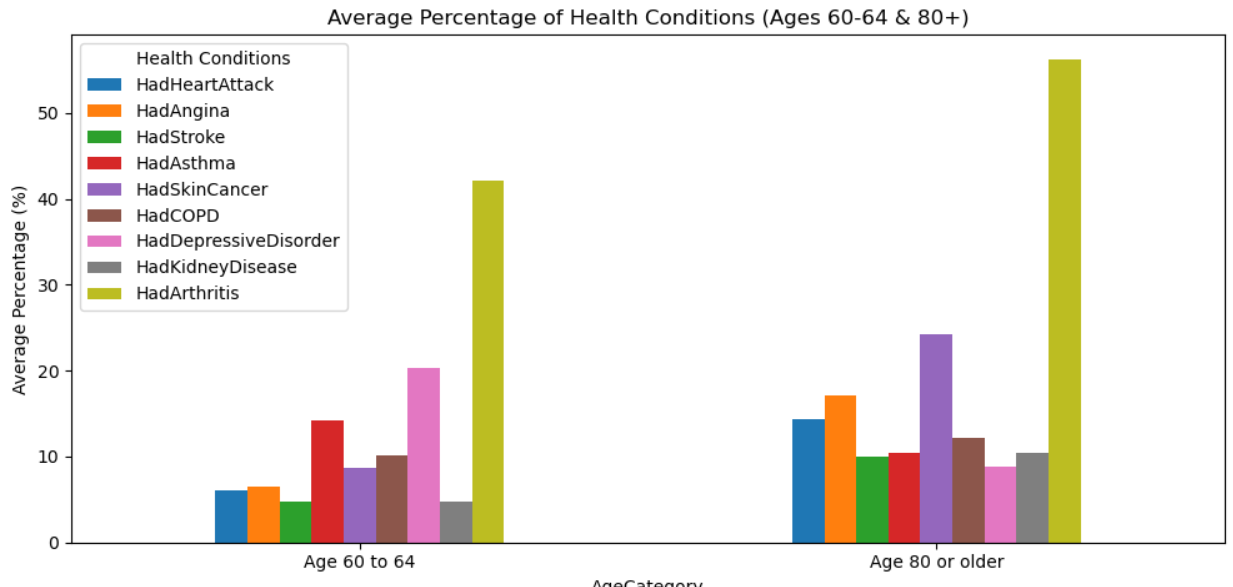 Average Percentage of Health Conditions (Ages 60-64 & 80+)
Health Conditions
HadHeartAttack
HadAngina
HadStroke
HadAsthma
HadSkinCancer
HadCOPD
HadDepressiveDisorder
HadKidneyDisease
HadArthritis
Average Percentage (%)
50
40
30
20
10
0
Age 60 to 64
Age 80 or older
AgeCategory